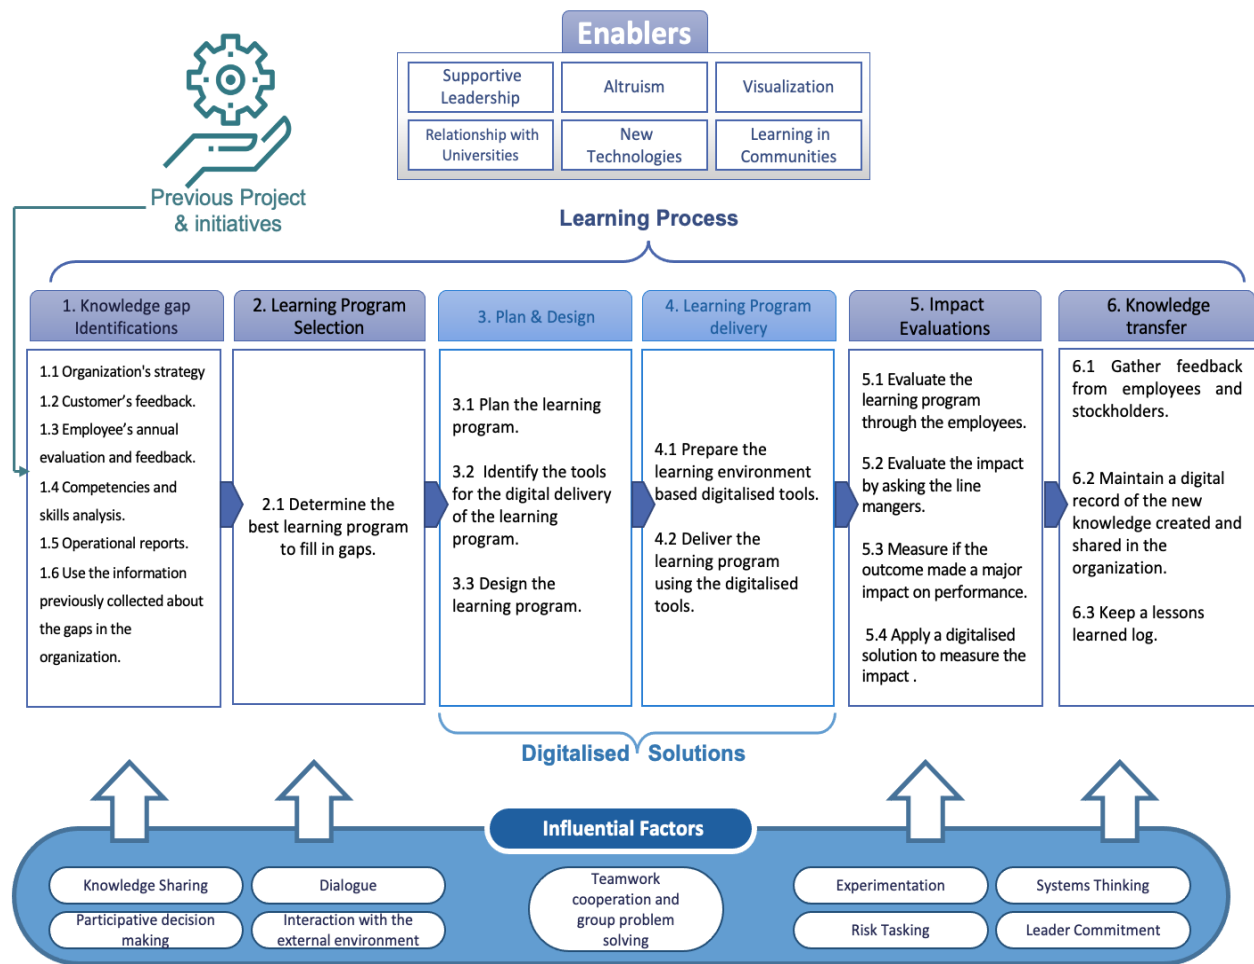 Enablers
Supportive
Leadership
Altruism
Visualization
Relationship with
Universities
New
Technologies
Learning in
Communities
Previous Project
& initiatives
Learning Process
1. Knowledge gap
Identifications
2. Learning Program
Selection
3. Plan & Design
4. Learning Program
delivery
5. Impact
Evaluations
6. Knowledge
transfer
1.1 Organization's strategy
1.2 Customer’s feedback.
1.3 Employee’s annual
evaluation and feedback.
1.4 Competencies and
skills analysis.
1.5 Operational reports.
1.6 Use the information
previously collected about
the gaps in the
organization.
2.1 Determine the
best learning program
to fill in gaps.
3.1 Plan the learning
program.
3.2 Identify the tools
for the digital delivery
of the learning
program.
3.3 Design the
learning program.
4.1 Prepare the
learning environment
based digitalised tools.
4.2 Deliver the
learning program
using the digitalised
tools.
5.1 Evaluate the
learning program
through the employees.
5.2 Evaluate the impact
by asking the line
mangers.
5.3 Measure if the
outcome made a major
impact on performance.
5.4 Apply a digitalised
solution to measure the
impact .
6.1 Gather feedback
from employees and
stockholders.
6.2 Maintain a digital
record of the new
knowledge created and
shared in the
organization.
6.3 Keep a lessons
learned log.
Digitalised Solutions
Influential Factors
Knowledge Sharing
Dialogue
Participative decision
making
Interaction with the
external environment
Teamwork
cooperation and
group problem
solving
Experimentation
Systems Thinking
Risk Tasking
Leader Commitment